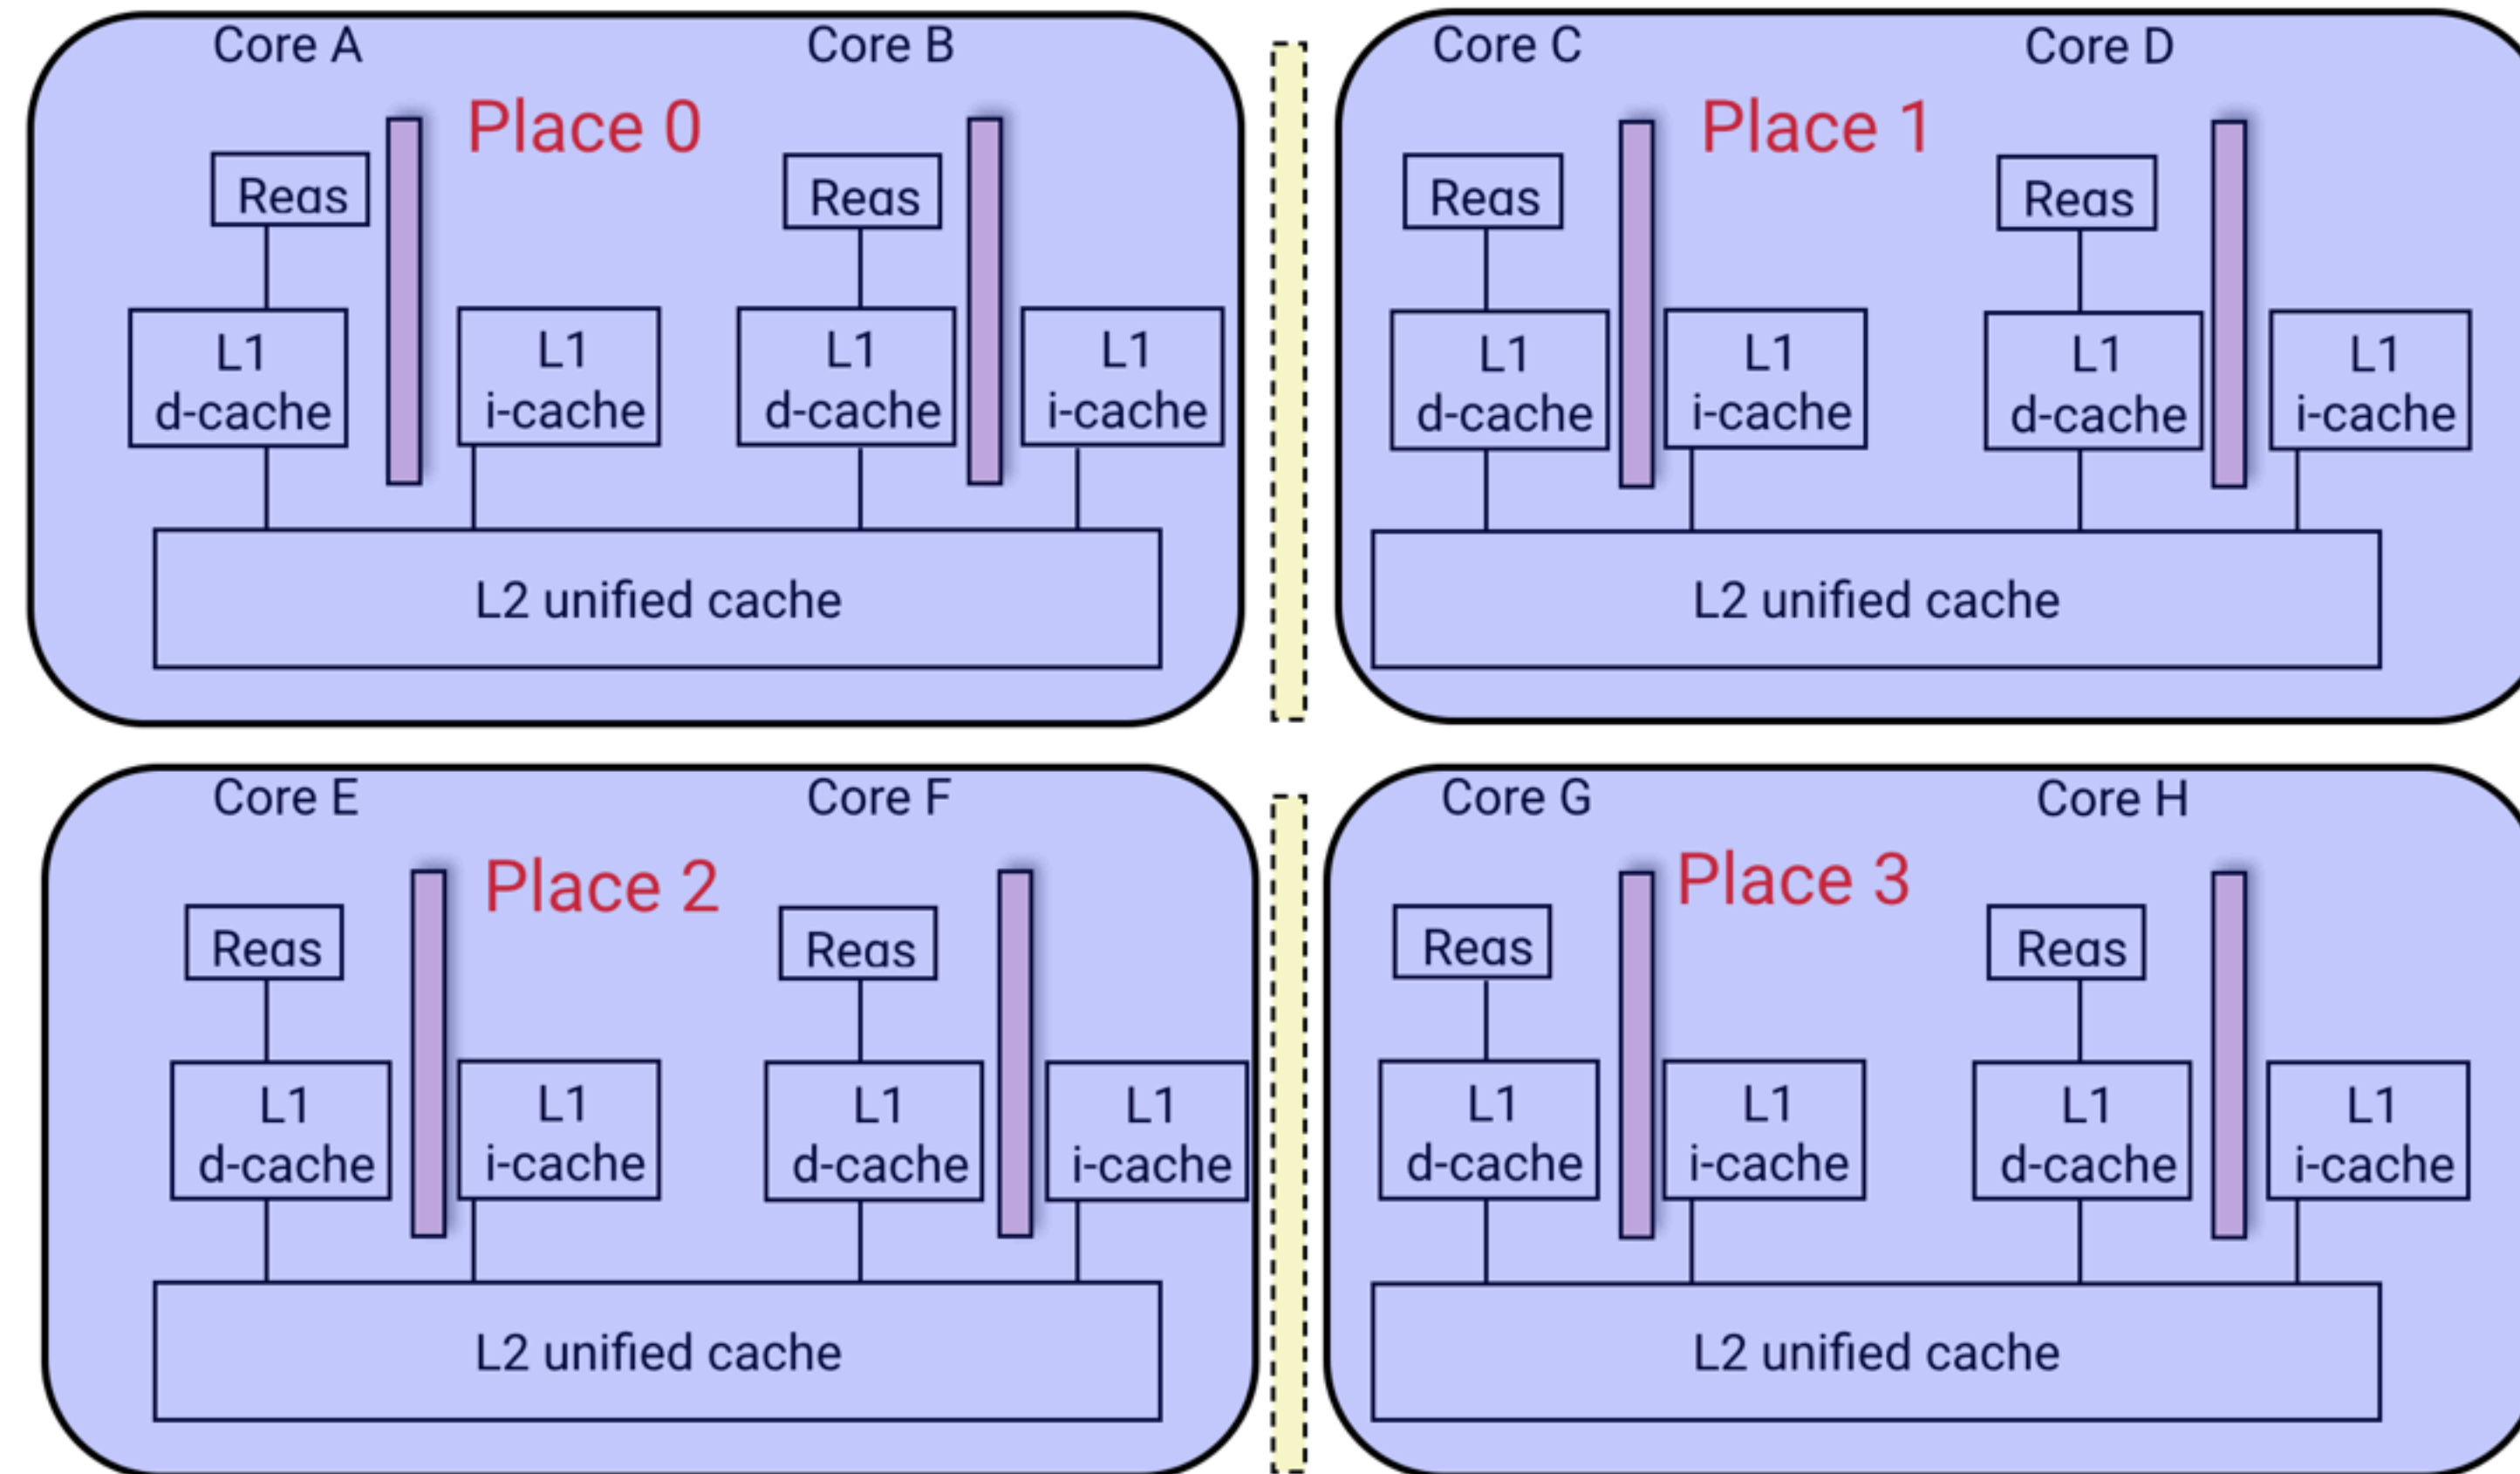 Core A
Core B
Place 0
Regs
Regs
L1
d-cache
L1
i-cache
L1
d-cache
L1
i-cache
L2 unified cache
Core C
Core D
Place 1
Regs
Regs
L1
d-cache
L1
i-cache
L1
d-cache
L1
i-cache
L2 unified cache
Core E
Core F
Place 2
Regs
Regs
L1
d-cache
L1
i-cache
L1
d-cache
L1
i-cache
L2 unified cache
Core G
Core H
Place 3
Regs
Regs
L1
d-cache
L1
i-cache
L1
d-cache
L1
i-cache
L2 unified cache